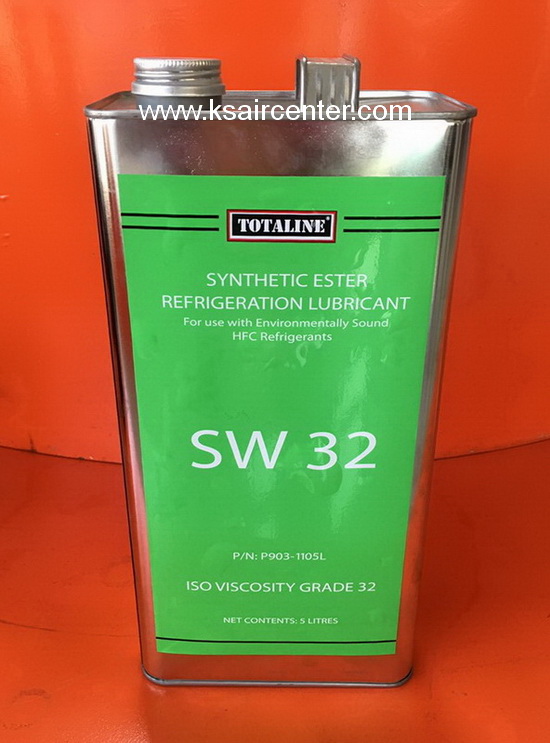 www.ksaircenter.com
TOTALINE®
SYNTHETIC ESTER
REFRIGERATION LUBRICANT
For use with Environmentally Sound
HFC Refrigerants
SW 32
P/N: P903-1105L
ISO VISCOSITY GRADE 32
NET CONTENTS: 5 LITRES